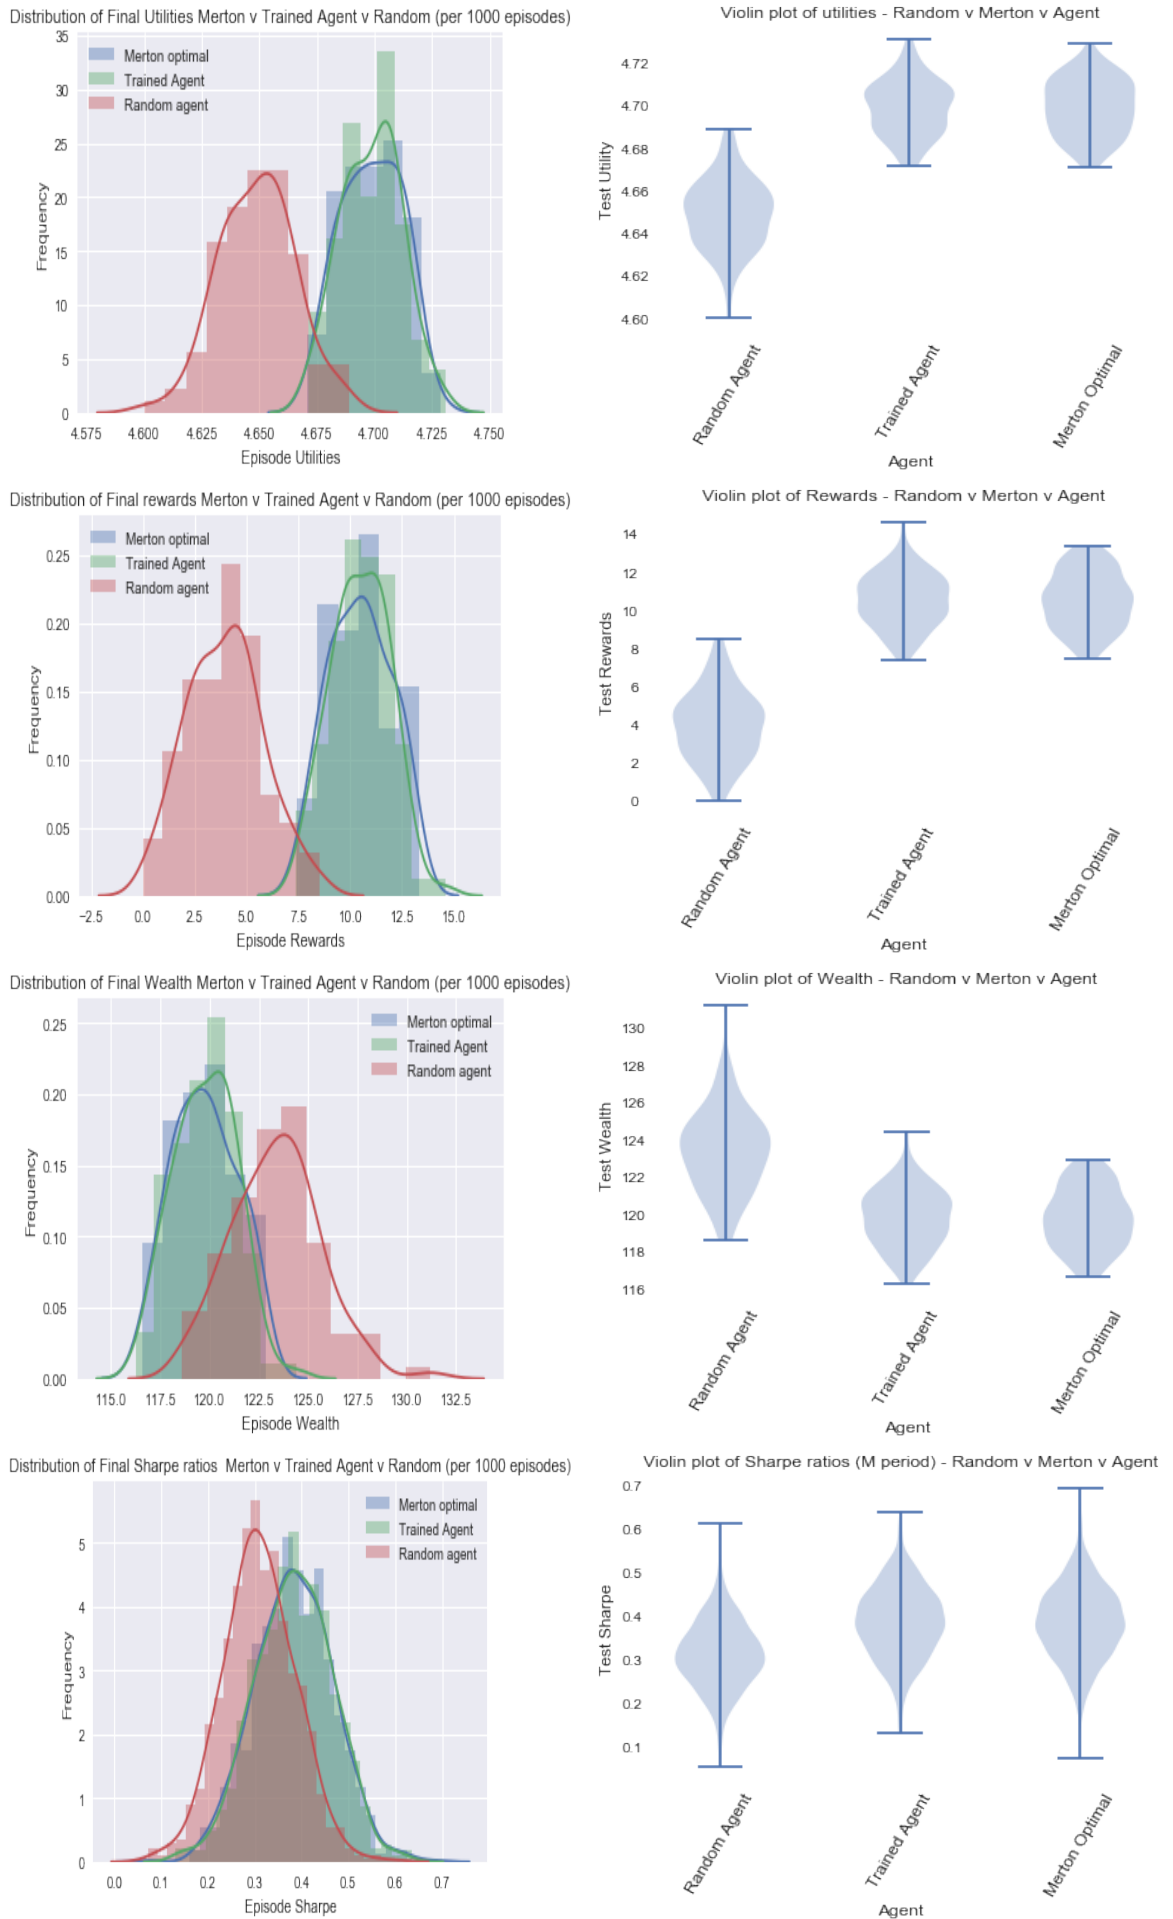 Distribution of Final Utilities Merton v Trained Agent v Random (per 1000 episodes)
35
30
25
20
15
10
5
0
Frequency
Merton optimal
Trained Agent
Random agent
4.575 4.600 4.625 4.650 4.675 4.700 4.725 4.750
Episode Utilities
Violin plot of utilities - Random v Merton v Agent
4.72
4.70
4.68
4.66
4.64
4.62
4.60
Test Utility
Random Agent
Trained Agent
Merton Optimal
Agent
Distribution of Final rewards Merton v Trained Agent v Random (per 1000 episodes)
0.25
0.20
0.15
0.10
0.05
0.00
Frequency
Merton optimal
Trained Agent
Random agent
−2.5 0.0 2.5 5.0 7.5 10.0 12.5 15.0
Episode Rewards
Violin plot of Rewards - Random v Merton v Agent
14
12
10
8
6
4
2
0
Test Rewards
Random Agent
Trained Agent
Merton Optimal
Agent
Distribution of Final Wealth Merton v Trained Agent v Random (per 1000 episodes)
0.25
0.20
0.15
0.10
0.05
0.00
Frequency
Merton optimal
Trained Agent
Random agent
115.0 117.5 120.0 122.5 125.0 127.5 130.0 132.5
Episode Wealth
Violin plot of Wealth - Random v Merton v Agent
130
128
126
124
122
120
118
116
Test Wealth
Random Agent
Trained Agent
Merton Optimal
Agent
Distribution of Final Sharpe ratios  Merton v Trained Agent v Random (per 1000 episodes)
5
4
3
2
1
0
Frequency
Merton optimal
Trained Agent
Random agent
0.0 0.1 0.2 0.3 0.4 0.5 0.6 0.7
Episode Sharpe
Violin plot of Sharpe ratios (M period) - Random v Merton v Agent
0.7
0.6
0.5
0.4
0.3
0.2
0.1
Test Sharpe
Random Agent
Trained Agent
Merton Optimal
Agent